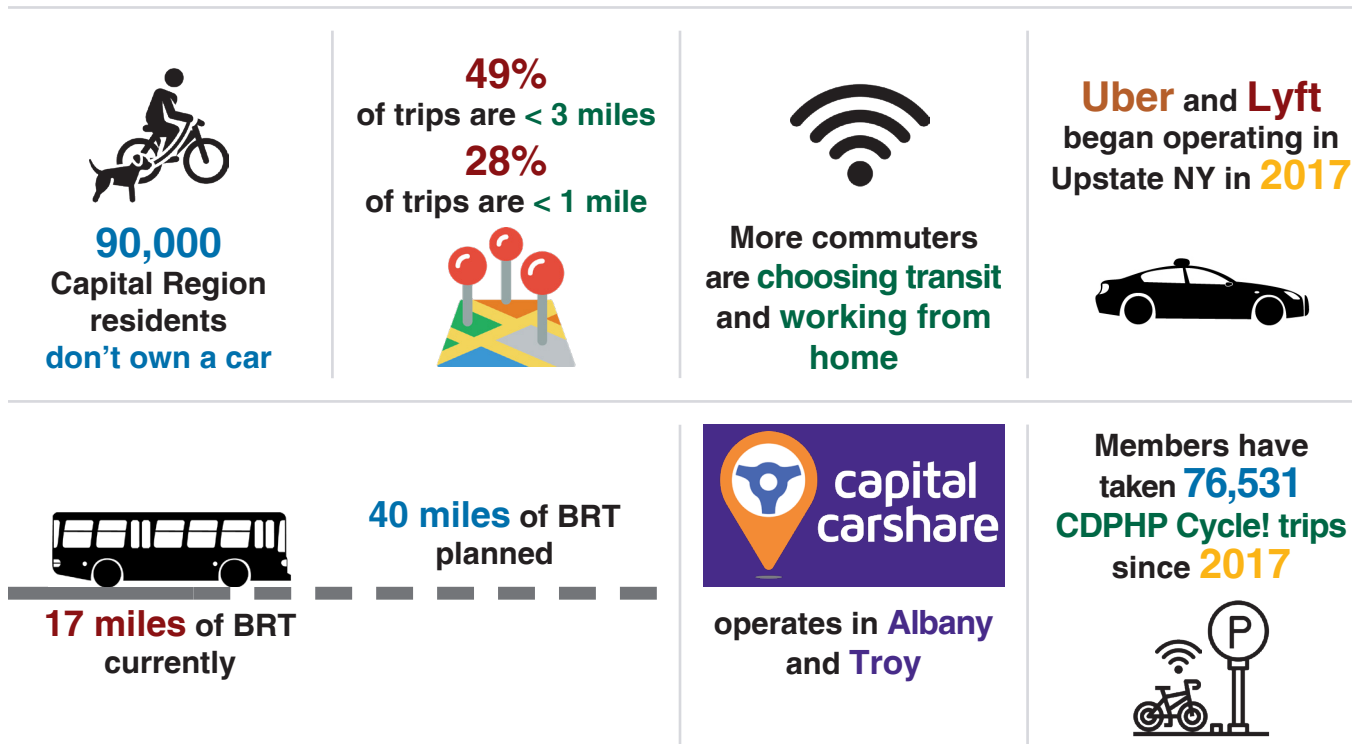 90,000
Capital Region
residents
don't own a car
49%
of trips are < 3 miles
28%
of trips are < 1 mile
More commuters
are choosing transit
and working from
home
Uber and Lyft
began operating in
Upstate NY in 2017
17 miles of BRT
currently
40 miles of BRT
planned
capital
carshare
operates in Albany
and Troy
Members have
taken 76,531
CDPHP Cycle! trips
since 2017
P